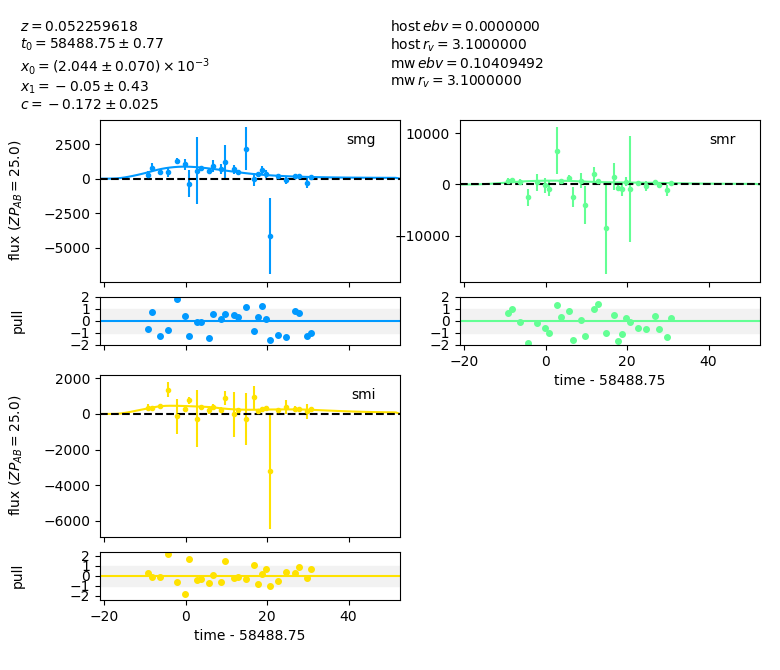 z = 0.052259618
t₀ = 58488.75 ± 0.77
x₀ = (2.044 ± 0.070) × 10⁻³
x₁ = −0.05 ± 0.43
c = −0.172 ± 0.025
host ebv = 0.0000000
host r_v = 3.1000000
mw ebv = 0.10409492
mw r_v = 3.1000000
smg
2500
0
−2500
−5000
flux (ZP_AB = 25.0)
smr
10000
0
−10000
2
1
0
−1
−2
pull
2
1
0
−1
−2
−20
0
20
40
time - 58488.75
smi
2000
0
−2000
−4000
−6000
flux (ZP_AB = 25.0)
2
1
0
−1
−2
pull
−20
0
20
40
time - 58488.75